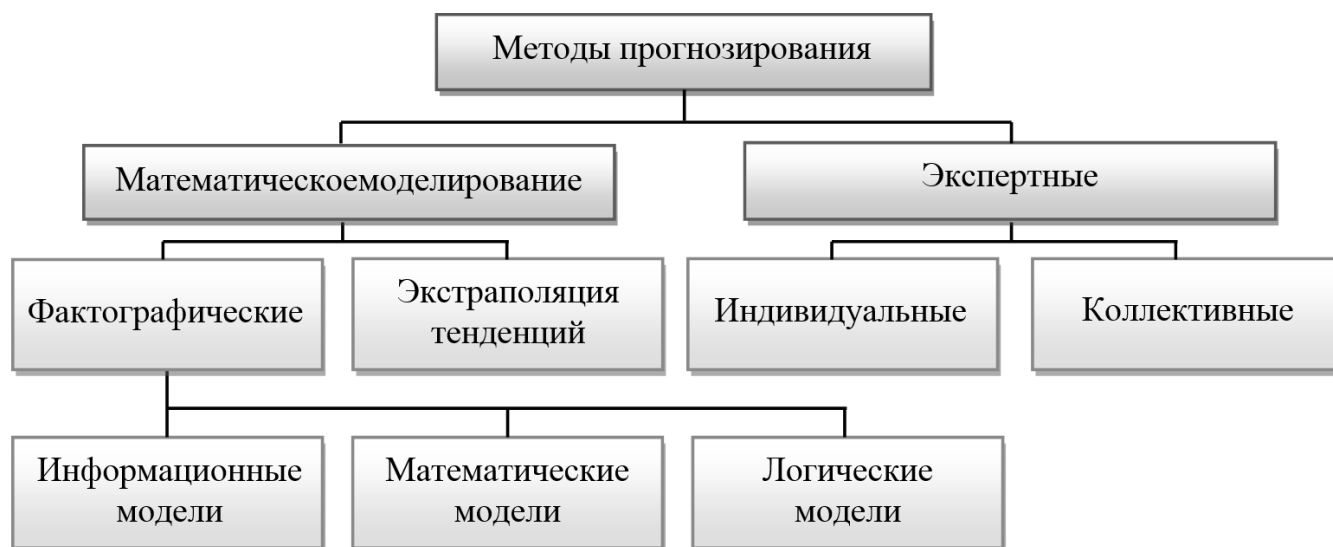 Методы прогнозирования
Математическоемоделирование
Экспертные
Фактографические
Экстраполяция
тенденций
Индивидуальные
Коллективные
Информационные
модели
Математические
модели
Логические
модели